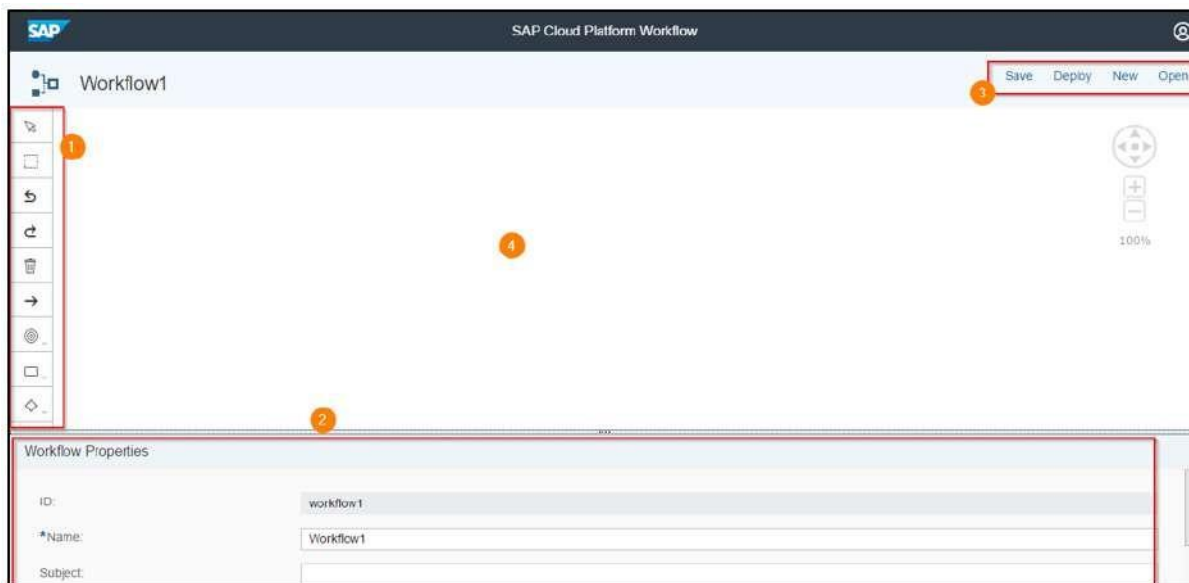 SAP
SAP Cloud Platform Workflow
Workflow1
Save Deploy New Open
3
1
4
100%
2
Workflow Properties
ID: workflow1
*Name: Workflow1
Subject: